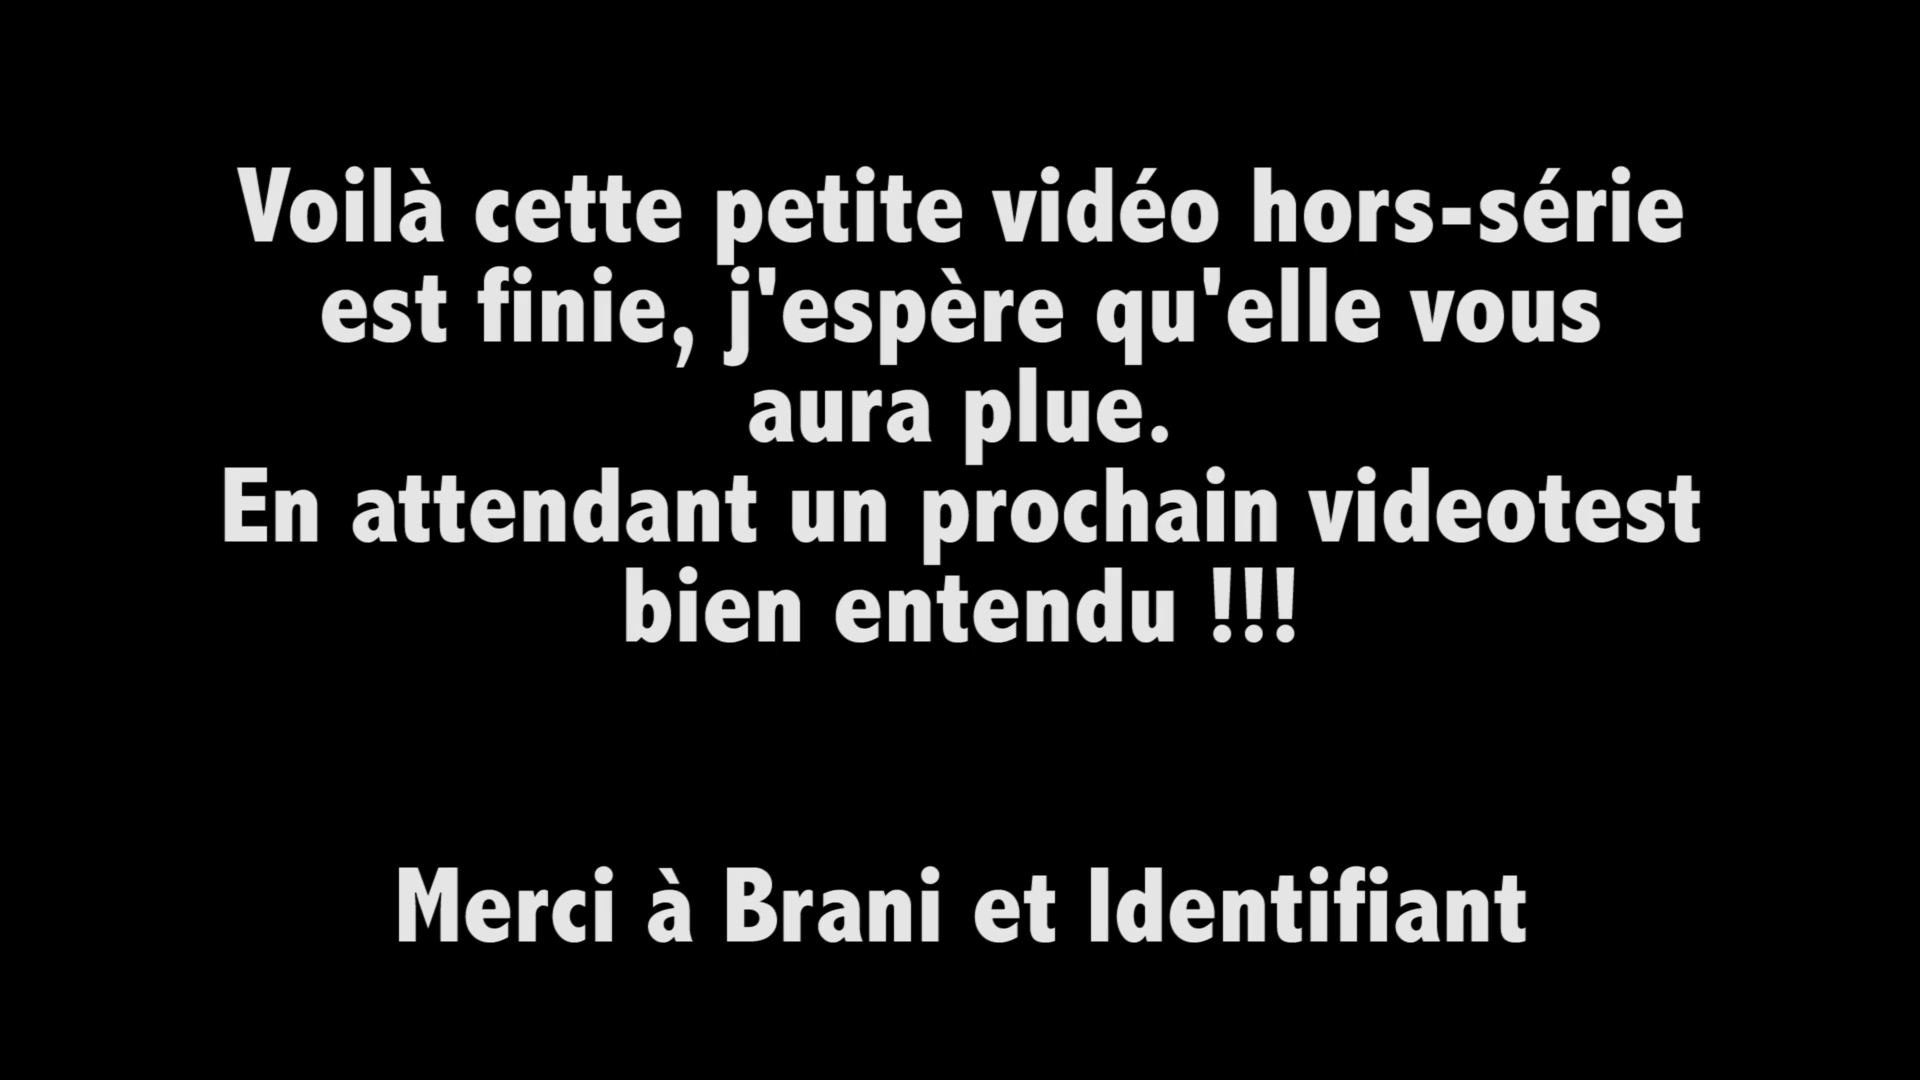 Voilà cette petite vidéo hors-série
est finie, j'espère qu'elle vous
aura plue.
En attendant un prochain videotest
bien entendu !!!
Merci à Brani et Identifiant